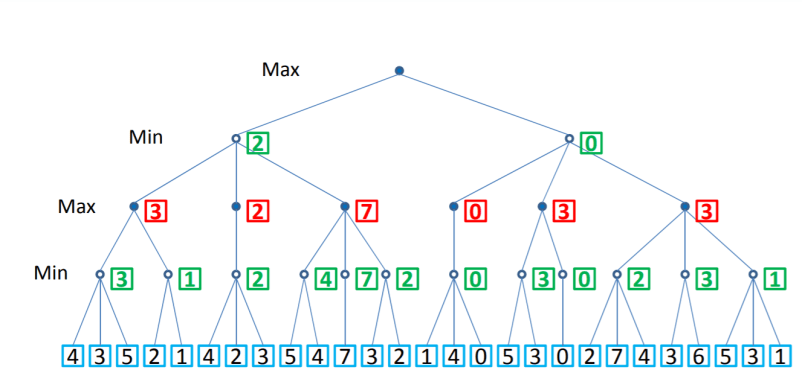 Max
Min 2 0
Max 3 2 7 0 3 3
Min 3 1 2 4 7 2 0 3 0 2 3 1
4 3 5 2 1 4 2 3 5 4 7 3 2 1 4 0 5 3 0 2 7 4 3 6 5 3 1